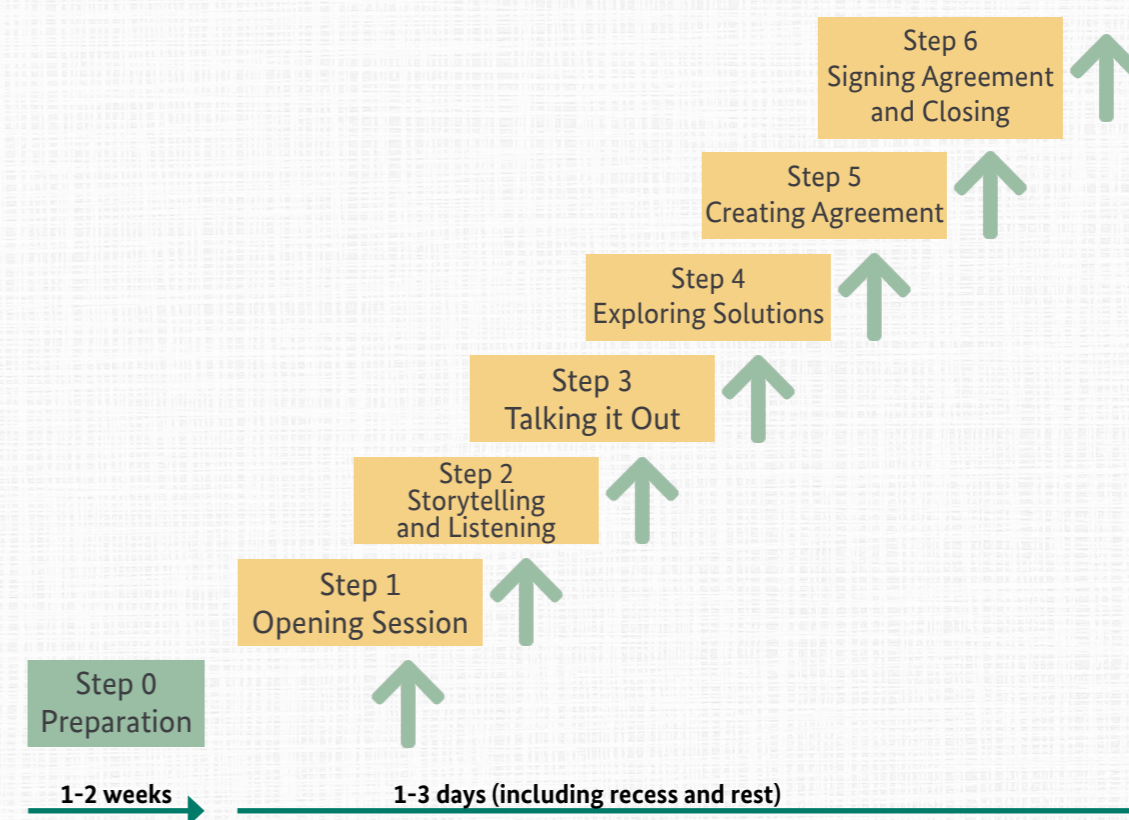 Step 6
Signing Agreement
and Closing
Step 5
Creating Agreement
Step 4
Exploring Solutions
Step 3
Talking it Out
Step 2
Storytelling
and Listening
Step 1
Opening Session
Step 0
Preparation
1-2 weeks
1-3 days (including recess and rest)